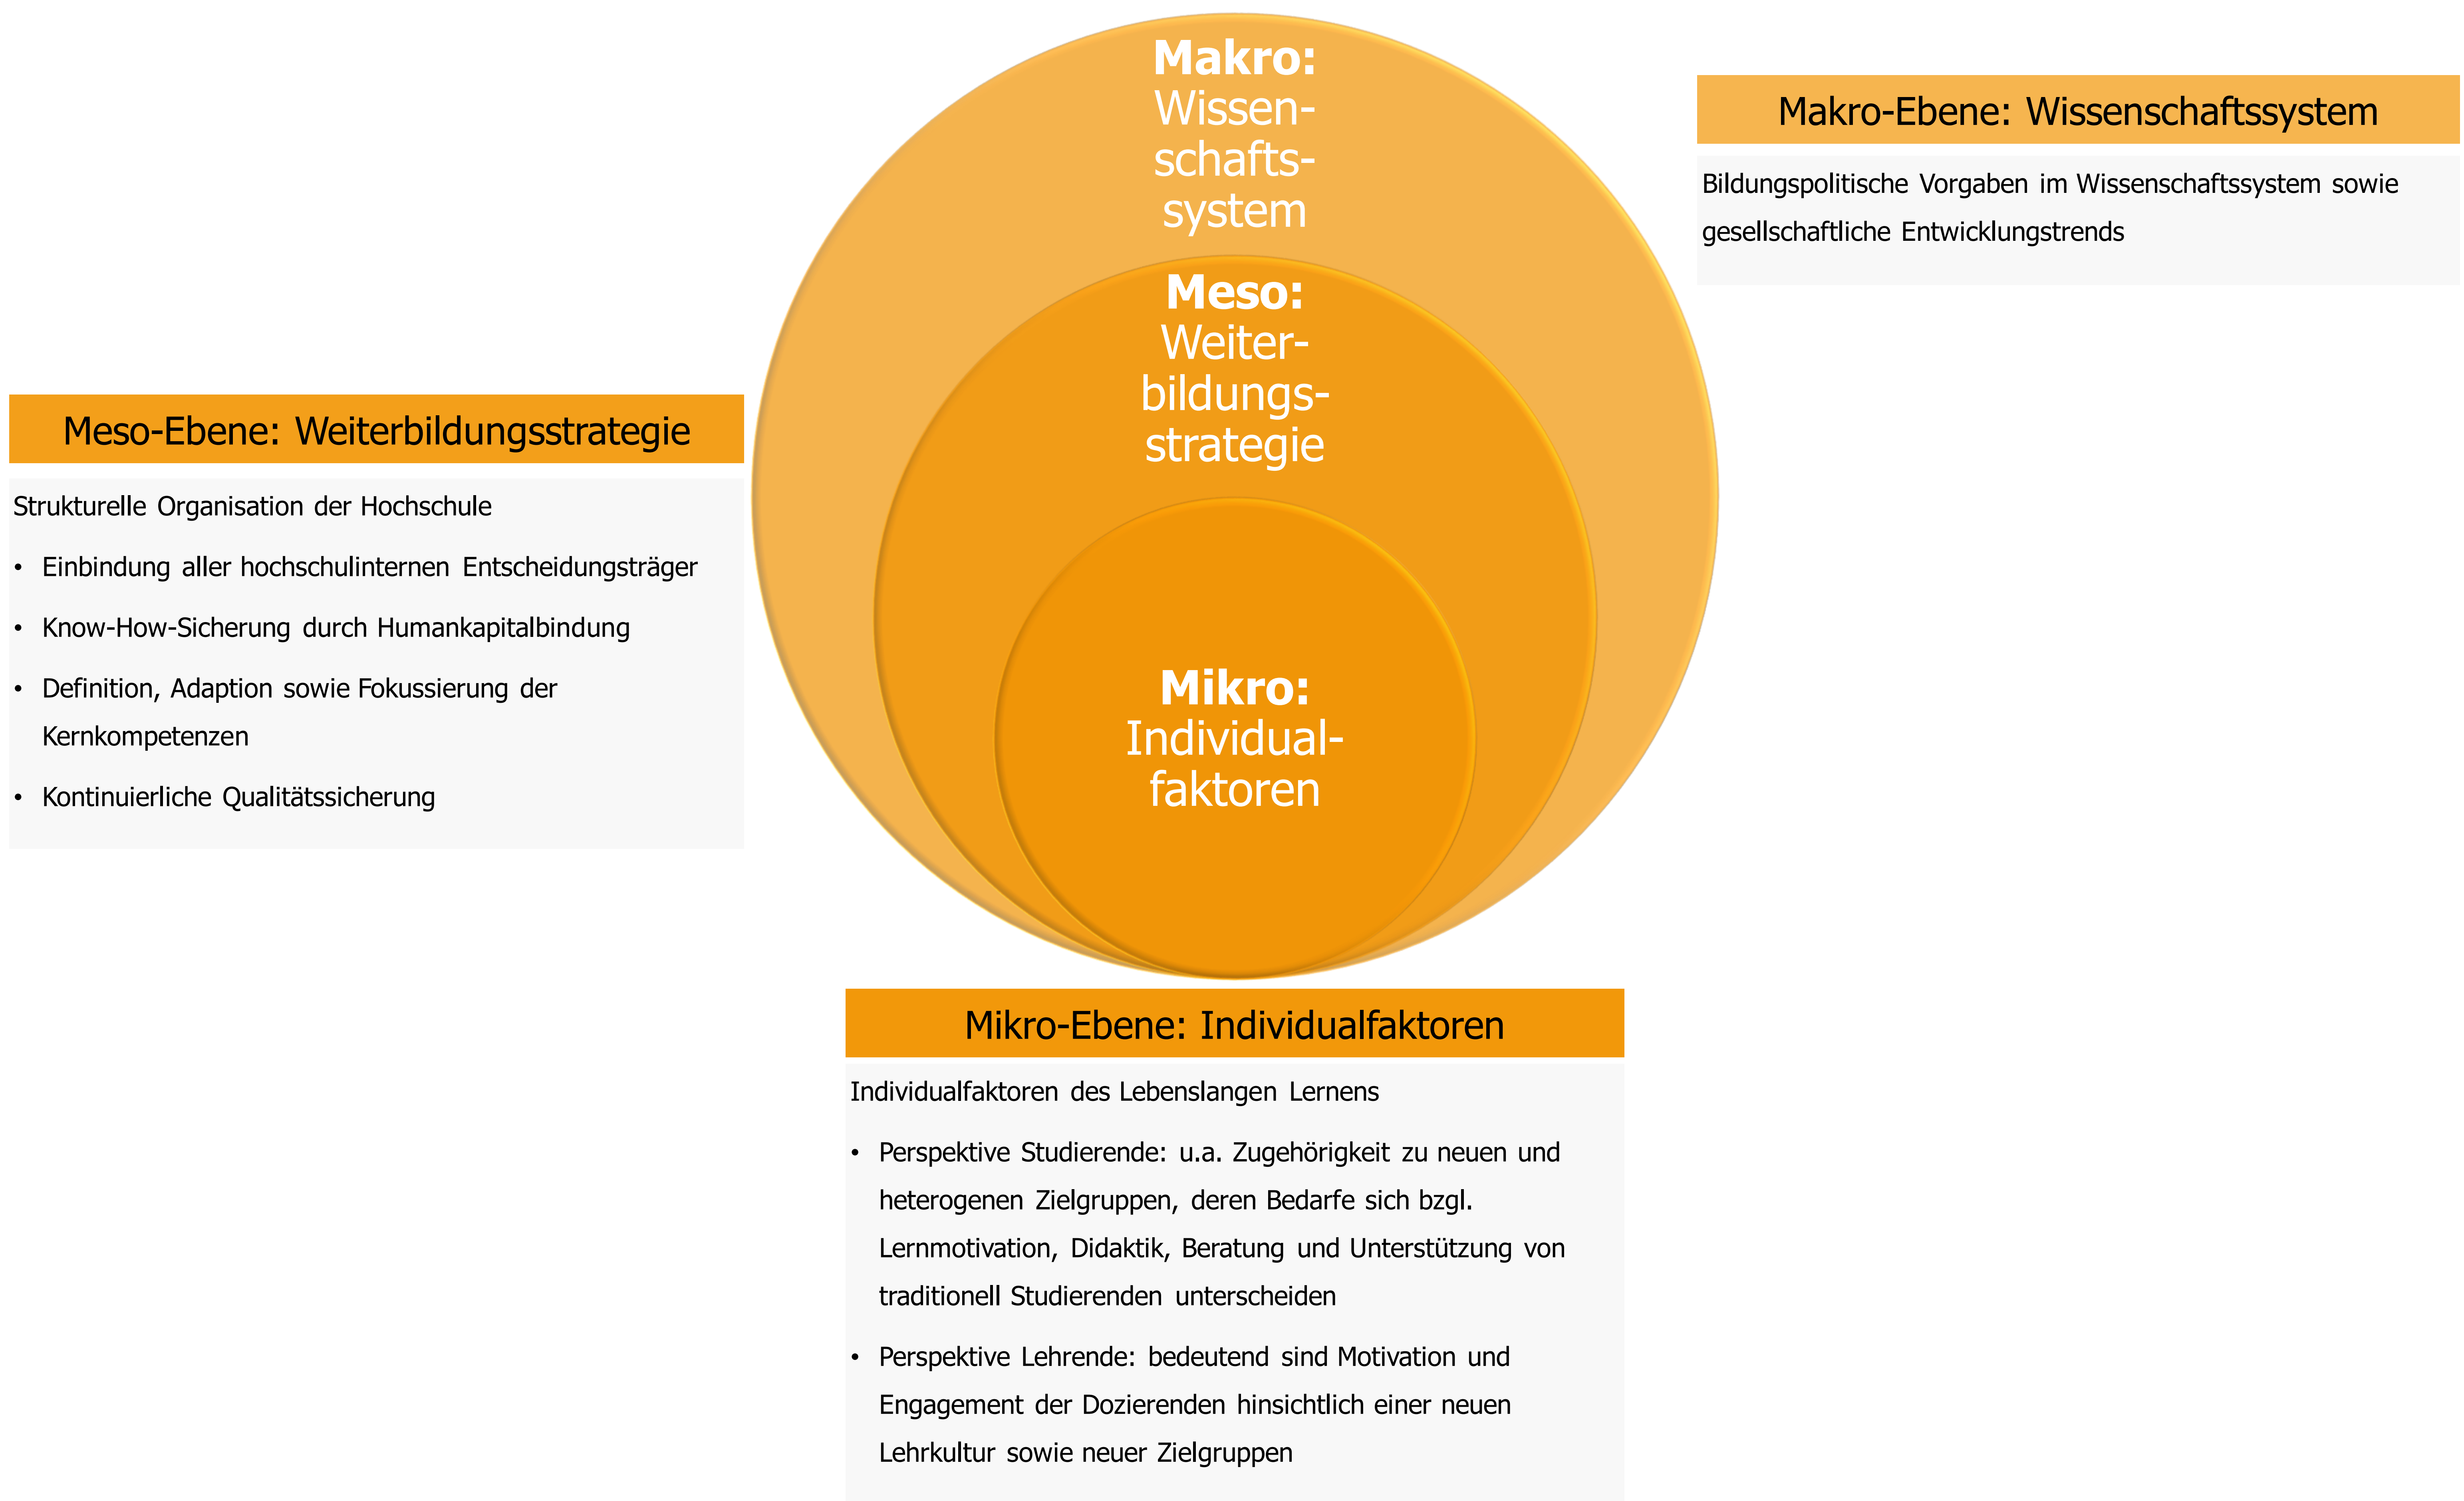 Makro:
Wissen-
schafts-
system
Meso:
Weiter-
bildungs-
strategie
Mikro:
Individual-
faktoren
Makro-Ebene: Wissenschaftssystem
Bildungspolitische Vorgaben im Wissenschaftssystem sowie
gesellschaftliche Entwicklungstrends
Meso-Ebene: Weiterbildungsstrategie
Strukturelle Organisation der Hochschule
• Einbindung aller hochschulinternen Entscheidungsträger
• Know-How-Sicherung durch Humankapitalbindung
• Definition, Adaption sowie Fokussierung der
Kernkompetenzen
• Kontinuierliche Qualitätssicherung
Mikro-Ebene: Individualfaktoren
Individualfaktoren des Lebenslangen Lernens
• Perspektive Studierende: u.a. Zugehörigkeit zu neuen und
heterogenen Zielgruppen, deren Bedarfe sich bzgl.
Lernmotivation, Didaktik, Beratung und Unterstützung von
traditionell Studierenden unterscheiden
• Perspektive Lehrende: bedeutend sind Motivation und
Engagement der Dozierenden hinsichtlich einer neuen
Lehrkultur sowie neuer Zielgruppen